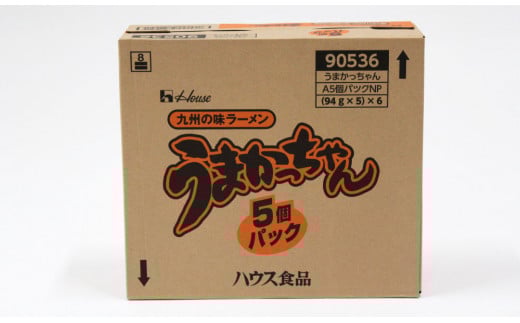 8
House
九州の味ラーメン
うまかっちゃん
5個
パック
ハウス食品
90536
うまかっちゃん
A5個パックNP
(94g×5)×6